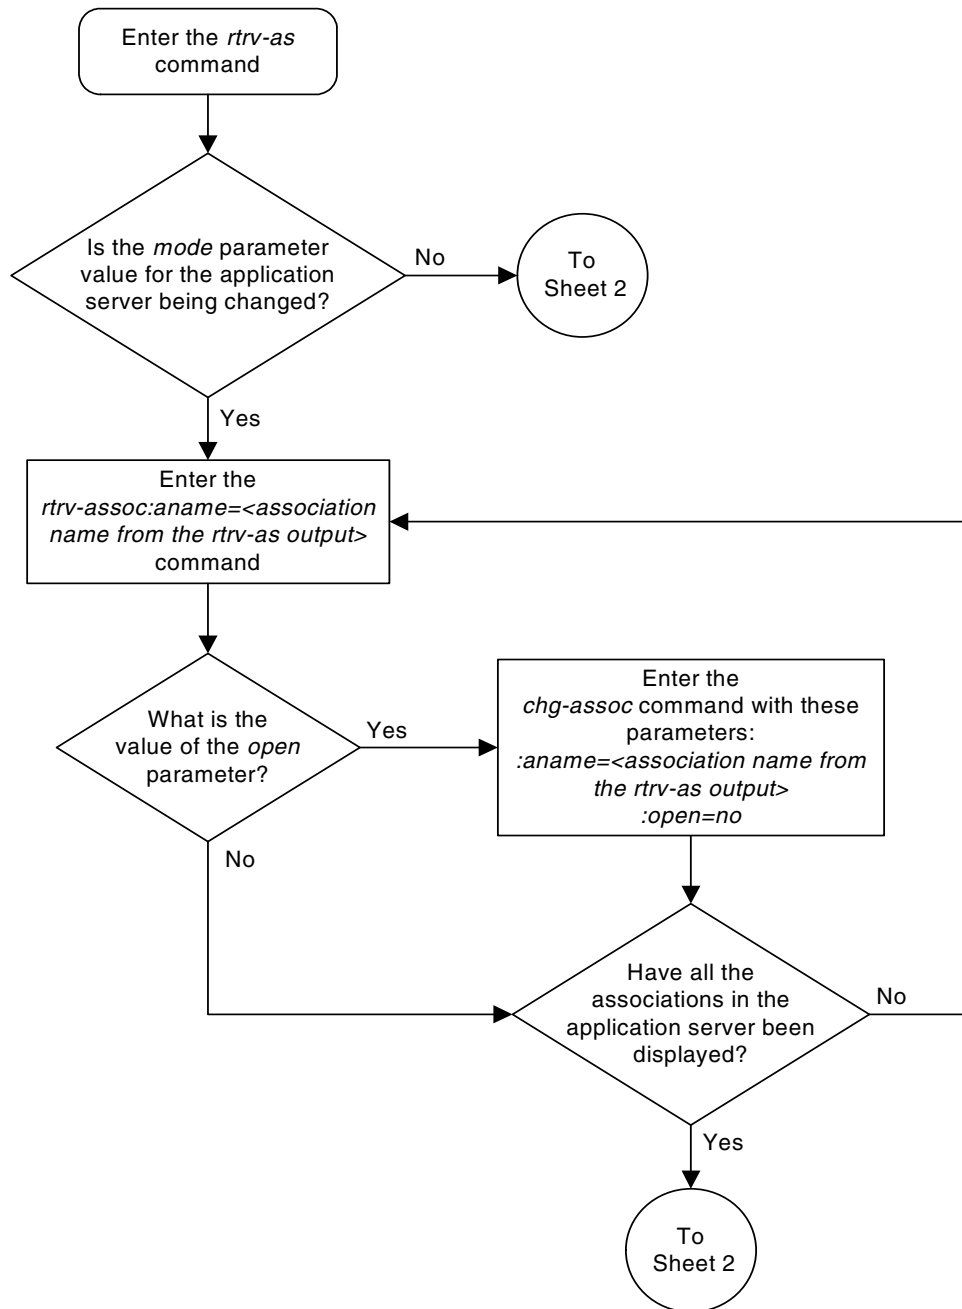 Enter the rtrv-as
command
Is the mode parameter
value for the application
server being changed?
No
To
Sheet 2
Yes
Enter the
rtrv-assoc:aname=<association
name from the rtrv-as output>
command
What is the
value of the open
parameter?
Yes
Enter the
chg-assoc command with these
parameters:
:aname=<association name from
the rtrv-as output>
:open=no
No
Have all the
associations in the
application server been
displayed?
No
Yes
To
Sheet 2